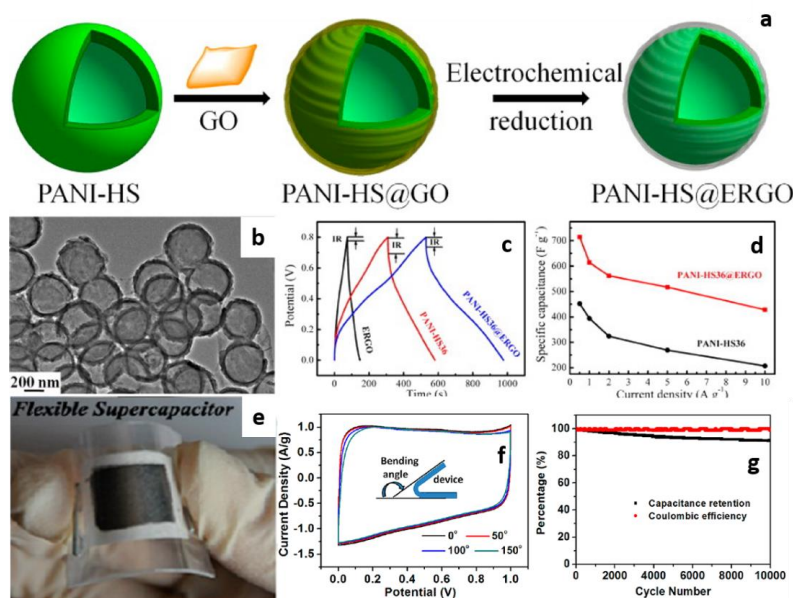 a
GO
Electrochemical
reduction
PANI-HS
PANI-HS@GO
PANI-HS@ERGO
b
200 nm
c
0.8
0.6
0.4
0.2
0.0
Potential (V)
IR
IR
IR
ERGO
PANI-HS36
PANI-HS36@ERGO
0 200 400 600 800 1000
Time (s)
d
700
600
500
400
300
200
Specific capacitance (F g⁻¹)
PANI-HS36@ERGO
PANI-HS36
0 1 2 3 4 5 6 7 8 9 10
Current density (A g⁻¹)
Flexible Supercapacitor
e
f
1.0
0.5
0.0
-0.5
-1.0
-1.5
Current Density (A/g)
Bending
angle
device
0° 50°
100° 150°
0.0 0.2 0.4 0.6 0.8 1.0
Potential (V)
g
100
80
60
40
20
0
Percentage (%)
Capacitance retention
Coulombic efficiency
0 2000 4000 6000 8000 10000
Cycle Number